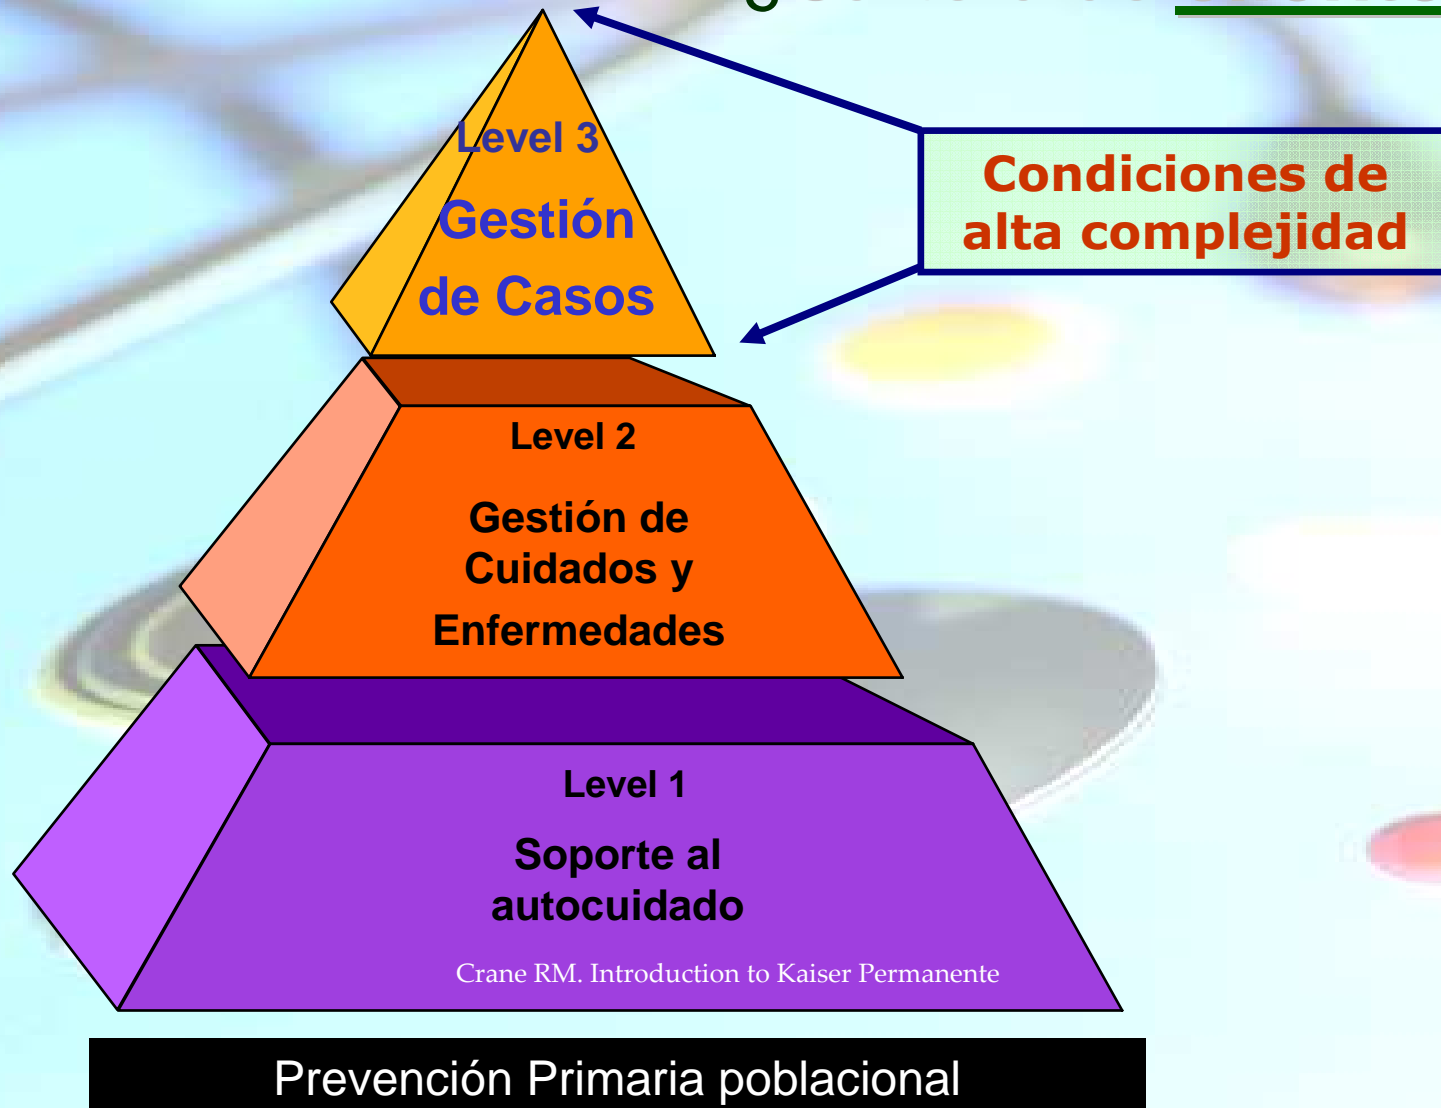 Level 3
Gestión
de Casos
Condiciones de
alta complejidad
Level 2
Gestión de
Cuidados y
Enfermedades
Level 1
Soporte al
autocuidado
Crane RM. Introduction to Kaiser Permanente
Prevención Primaria poblacional